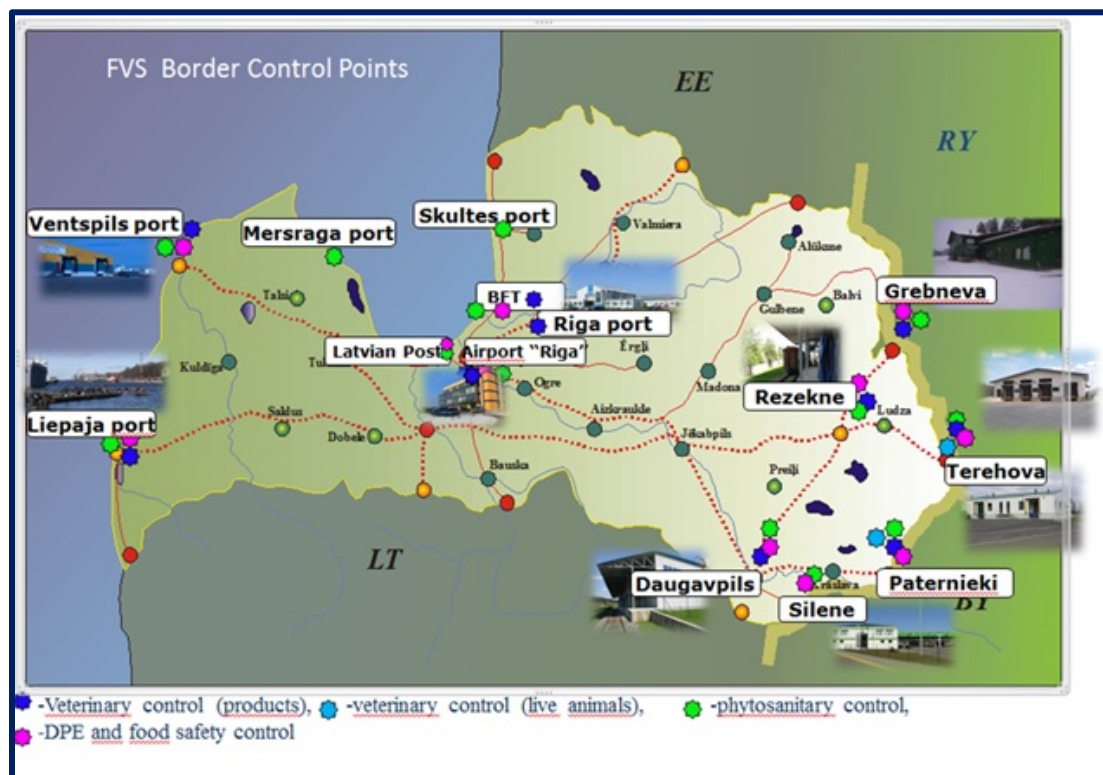 FVS Border Control Points
EE
RY
Ventspils port
Mersraga port
Skultes port
Valmiera
Alūksne
Talsi
BFT
Riga port
Gulbene
Balvi
Grebneva
Latvian Post
Airport "Riga"
Ērgļi
Kuldīga
Ogre
Madona
Rezekne
Ludza
Liepaja port
Saldus
Dobele
Aizkraukle
Jēkabpils
Terehova
Bauska
Preiļi
LT
Daugavpils
Krāslava
Paternieki
Silene
BY
-Veterinary control (products), -veterinary control (live animals), -phytosanitary control,
-DPE and food safety control